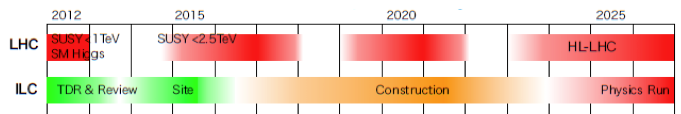 2012 2015 2020 2025
LHC SUSY <1TeV SUSY <2.5TeV HL-LHC
SM Higgs
ILC TDR & Review Site Construction Physics Run